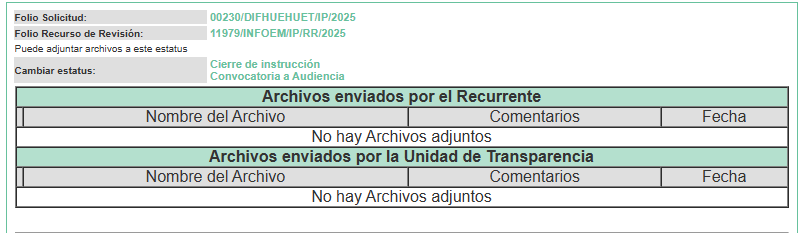 Folio Solicitud: 00230/DIFHUEHUET/IP/2025
Folio Recurso de Revisión: 11979/INFOEM/IP/RR/2025
Puede adjuntar archivos a este estatus
Cambiar estatus: Cierre de instrucción
Convocatoria a Audiencia
Archivos enviados por el Recurrente
Nombre del Archivo Comentarios Fecha
No hay Archivos adjuntos
Archivos enviados por la Unidad de Transparencia
Nombre del Archivo Comentarios Fecha
No hay Archivos adjuntos